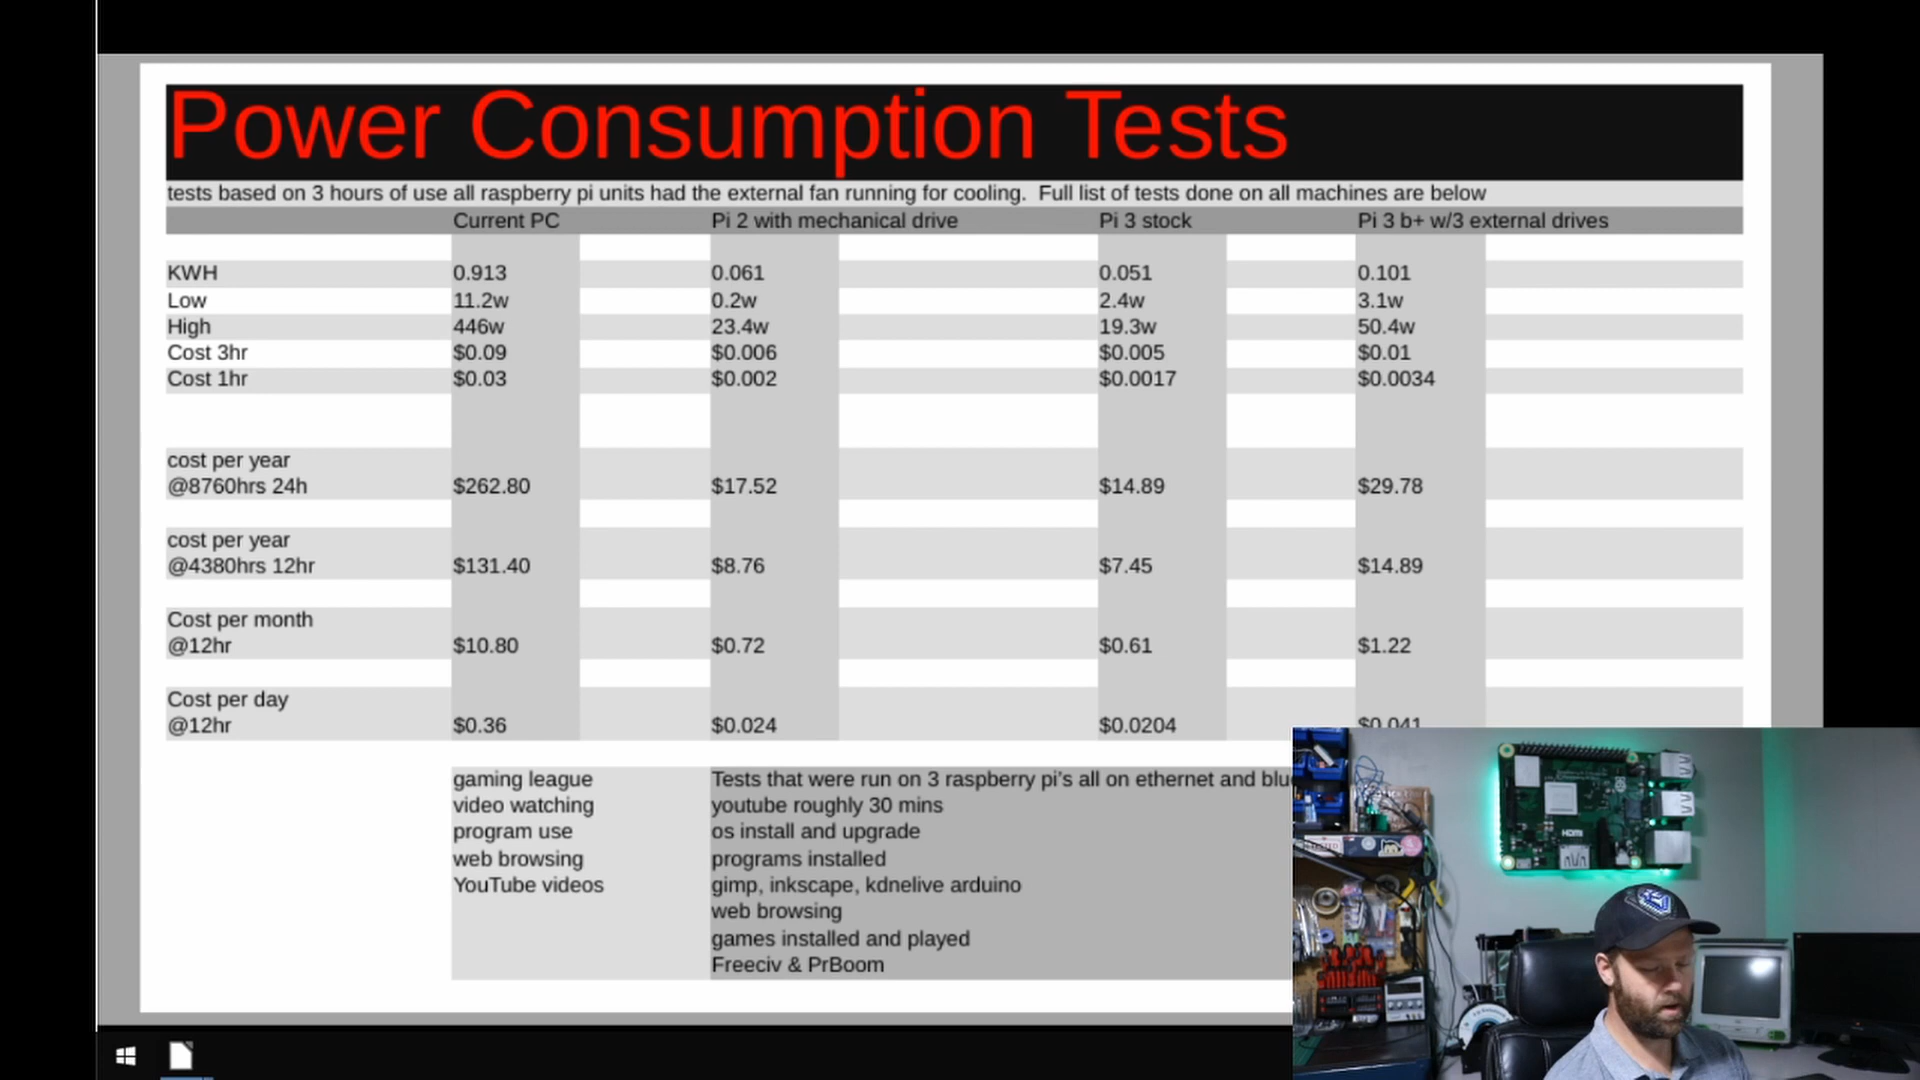 Power Consumption Tests
tests based on 3 hours of use all raspberry pi units had the external fan running for cooling.  Full list of tests done on all machines are below
Current PC Pi 2 with mechanical drive Pi 3 stock Pi 3 b+ w/3 external drives
KWH 0.913 0.061 0.051 0.101
Low 11.2w 0.2w 2.4w 3.1w
High 446w 23.4w 19.3w 50.4w
Cost 3hr $0.09 $0.006 $0.005 $0.01
Cost 1hr $0.03 $0.002 $0.0017 $0.0034
cost per year
@8760hrs 24h $262.80 $17.52 $14.89 $29.78
cost per year
@4380hrs 12hr $131.40 $8.76 $7.45 $14.89
Cost per month
@12hr $10.80 $0.72 $0.61 $1.22
Cost per day
@12hr $0.36 $0.024 $0.0204 $0.041
gaming league Tests that were run on 3 raspberry pi's all on ethernet and
video watching youtube roughly 30 mins
program use os install and upgrade
web browsing programs installed
YouTube videos gimp, inkscape, kdnelive arduino
web browsing
games installed and played
Freeciv & PrBoom
HDMI